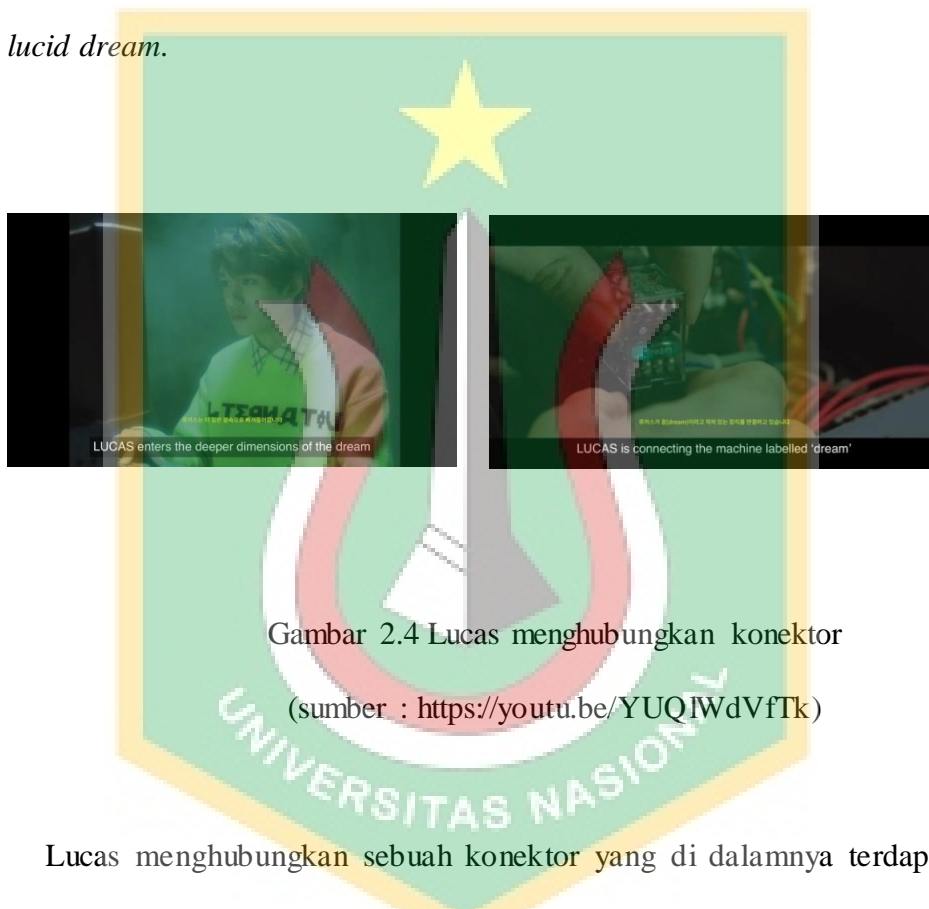 lucid dream.
LUCAS enters the deeper dimensions of the dream
LUCAS is connecting the machine labelled 'dream'
Gambar 2.4 Lucas menghubungkan konektor
(sumber : https://youtu.be/YUQIWdVfTk)
UNIVERSITAS NASIONAL
Lucas menghubungkan sebuah konektor yang di dalamnya terdap